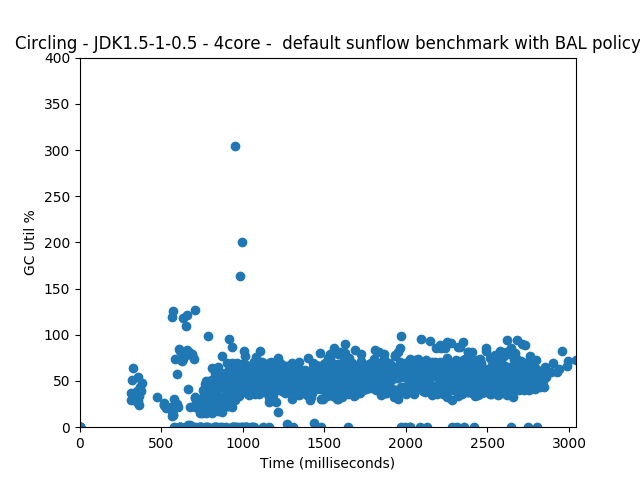 Circling - JDK1.5-1-0.5 - 4core -  default sunflow benchmark with BAL policy
400
350
300
250
200
150
100
50
0
GC Util %
0 500 1000 1500 2000 2500 3000
Time (milliseconds)